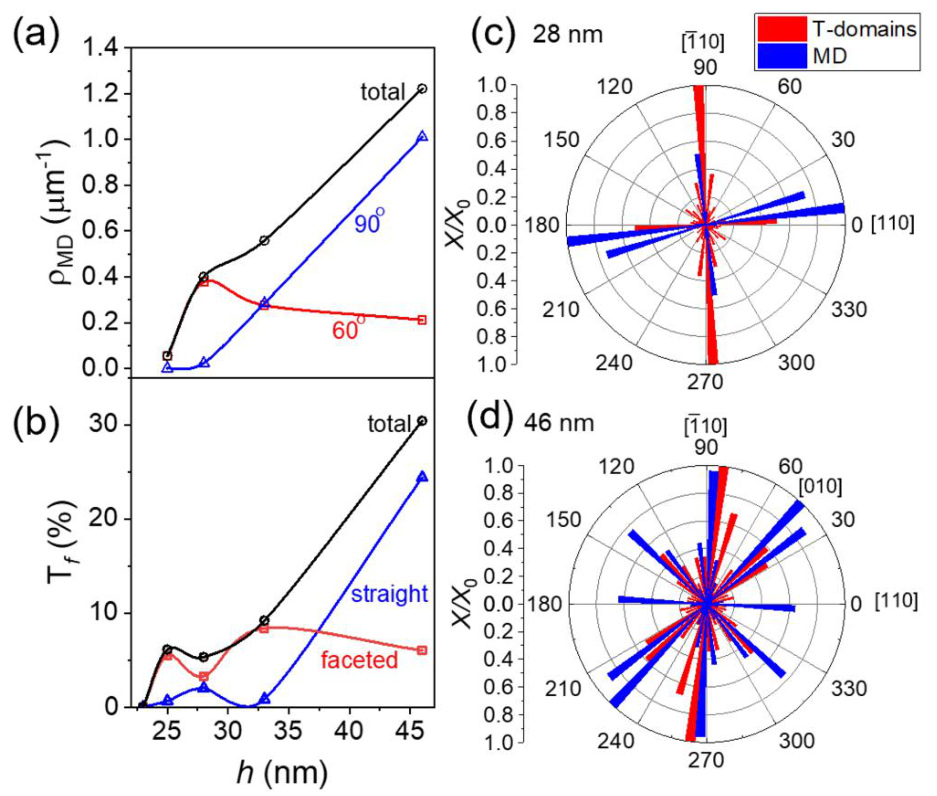 (a)
1.4
1.2
1.0
0.8
0.6
0.4
0.2
0.0
ρMD (μm⁻¹)
total
90°
60°
(b)
30
20
10
0
Tf (%)
total
straight
faceted
25 30 35 40 45
h (nm)
(c) 28 nm
T-domains
MD
[1̅10]
90
120 60
150 30
180 0 [110]
210 330
240 300
270
1.0
0.8
0.6
0.4
0.2
0.0
0.2
0.4
0.6
0.8
1.0
X/X₀
(d) 46 nm
[1̅10]
90
120 60
[010]
150 30
180 0 [110]
210 330
240 300
270
1.0
0.8
0.6
0.4
0.2
0.0
0.2
0.4
0.6
0.8
1.0
X/X₀